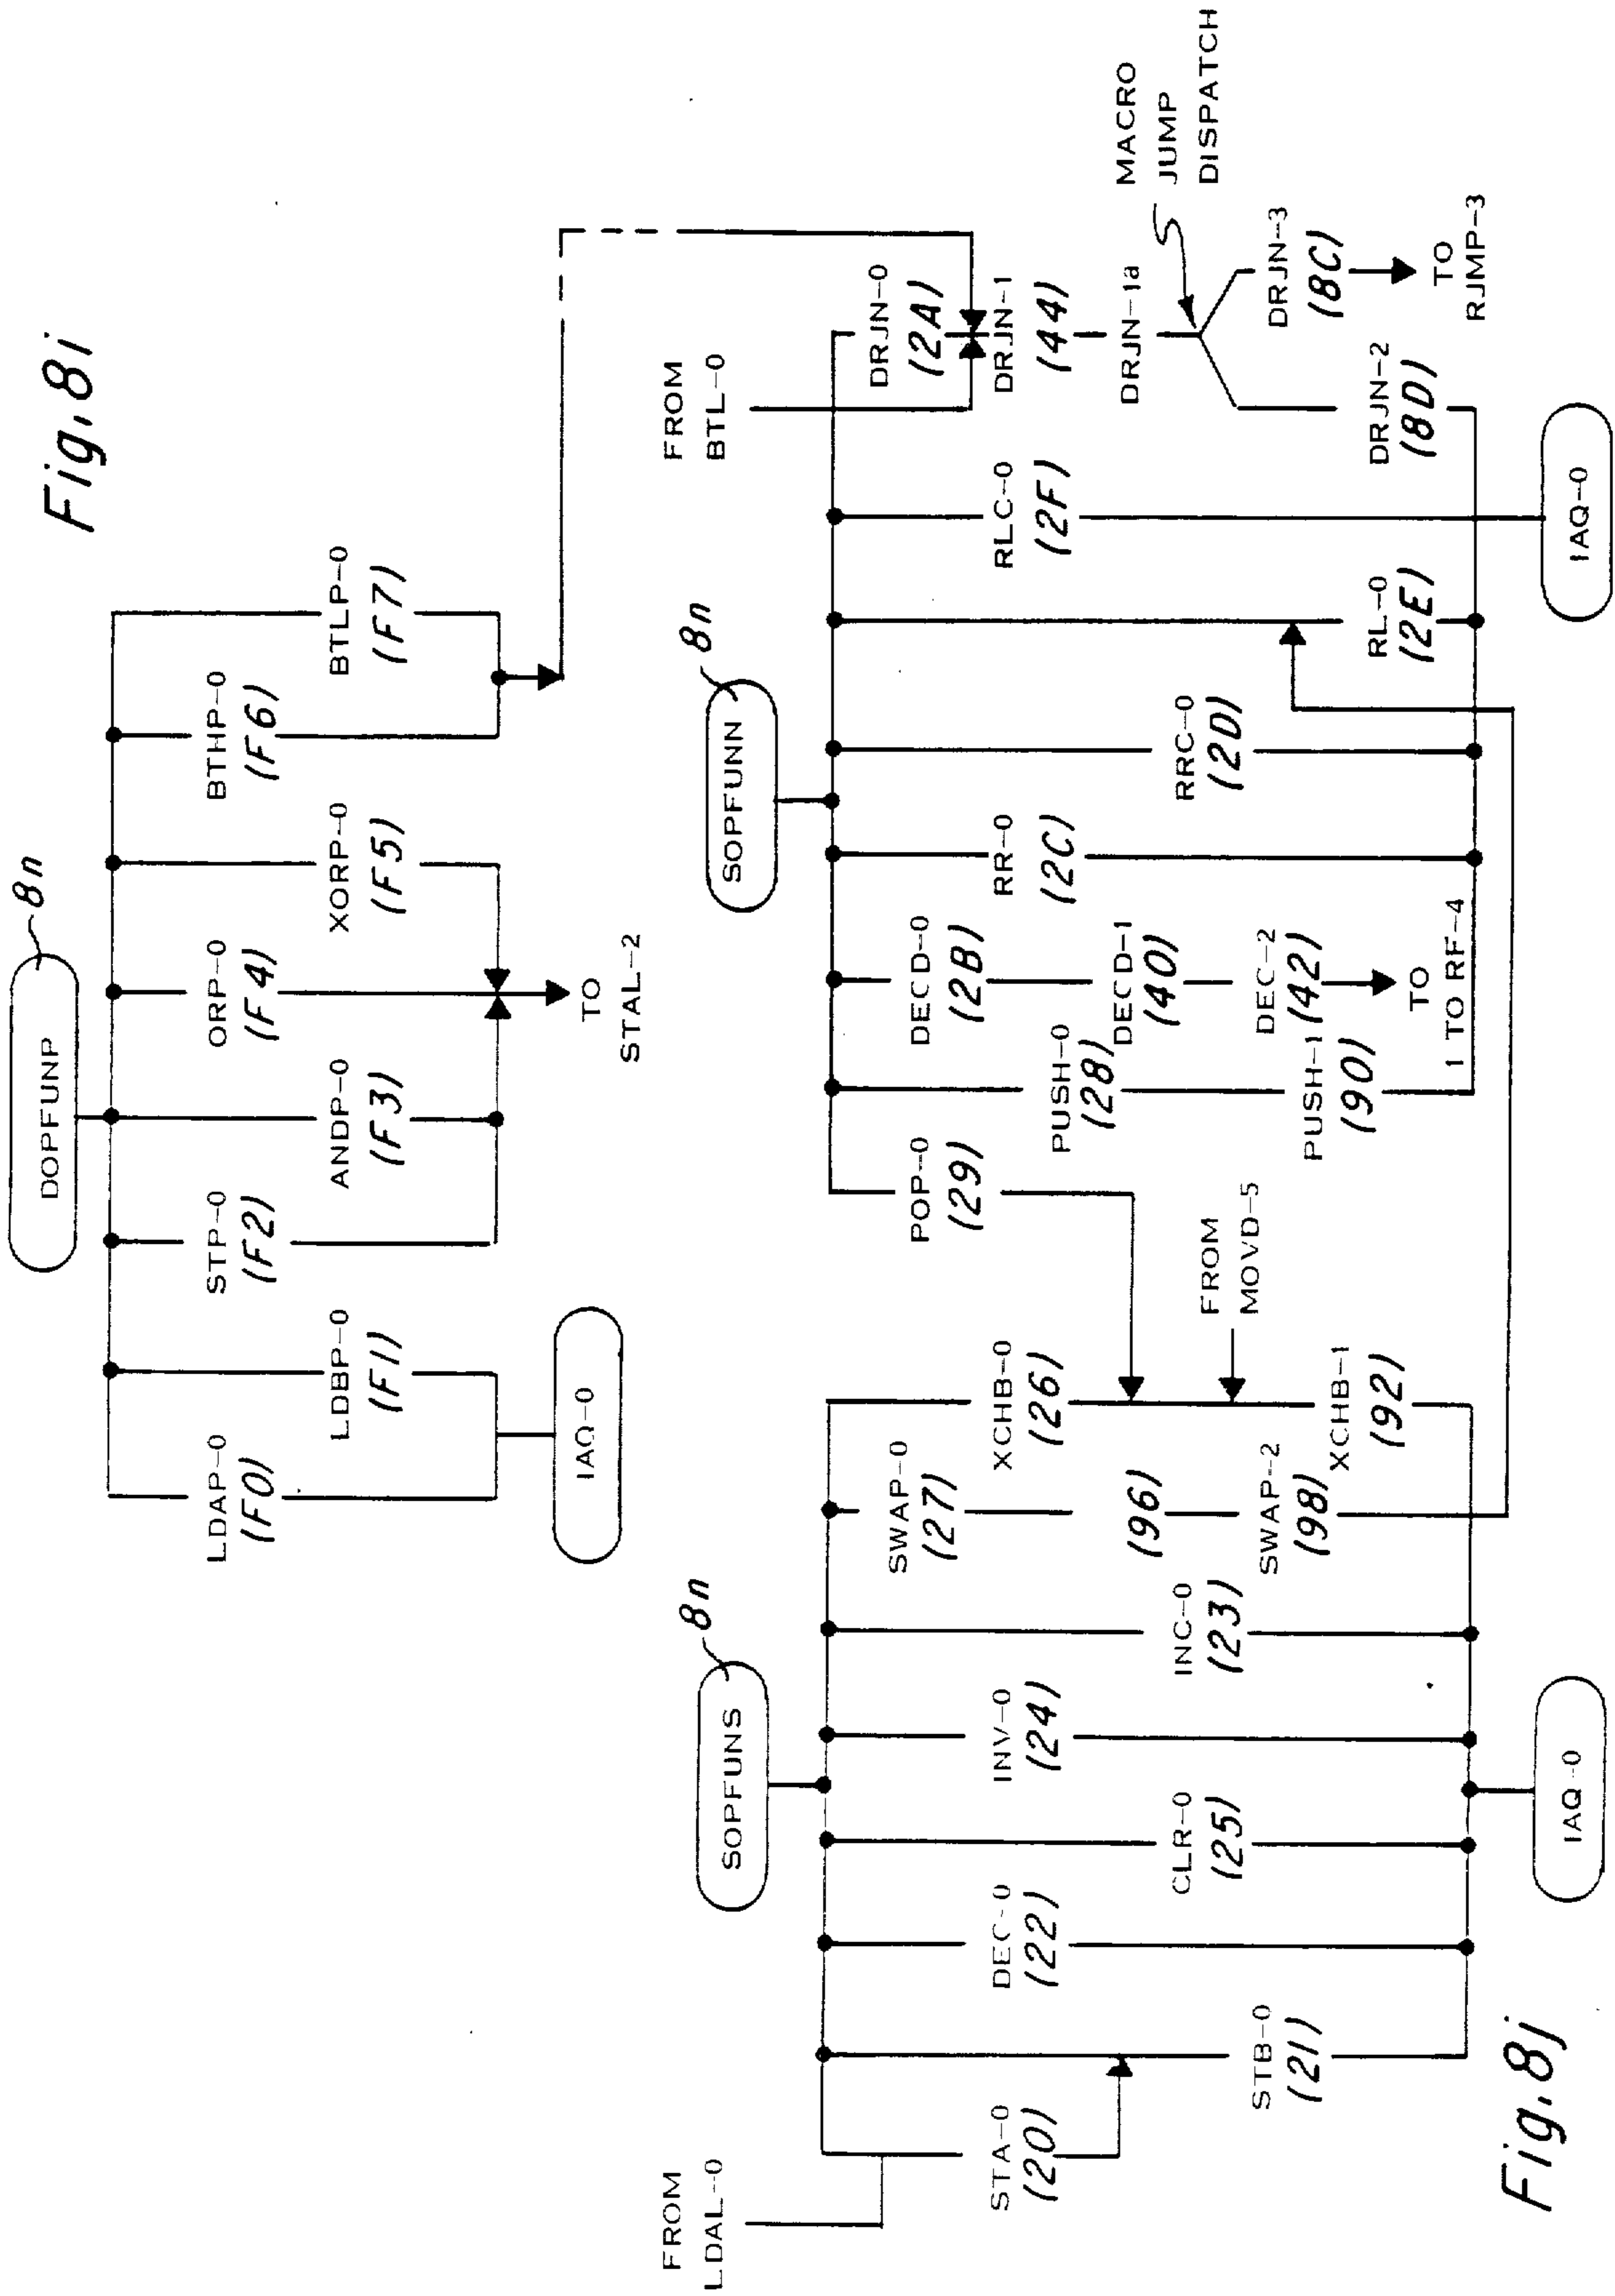 Fig. 8i
DOPFUNP
8n
LDAP-0
(F0)
LDBP-0
(F1)
STP-0
(F2)
ANDP-0
(F3)
ORP-0
(F4)
XORP-0
(F5)
BTHP-0
(F6)
BTLP-0
(F7)
IAQ-0
TO
STAL-2
SOPFUNS
8n
FROM
LDAL-0
STA-0
(20)
STB-0
(21)
DEC-0
(22)
CLR-0
(25)
INV-0
(24)
INC-0
(23)
SWAP-0
(27)
(96)
SWAP-2
(98)
XCHB-0
(26)
FROM
MOVD-5
XCHB-1
(92)
IAQ-0
SOPFUNN
8n
POP-0
(29)
PUSH-0
(28)
PUSH-1
(90)
DECD-0
(2B)
DECD-1
(40)
DEC-2
(42)
TO
1 TO RF-4
RR-0
(2C)
RRC-0
(2D)
RL-0
(2E)
RLC-0
(2F)
FROM
BTL-0
DRJN-0
(2A)
DRJN-1
(44)
DRJN-1a
MACRO
JUMP
DISPATCH
DRJN-2
(8D)
DRJN-3
(8C)
TO
RJMP-3
IAQ-0
Fig. 8j